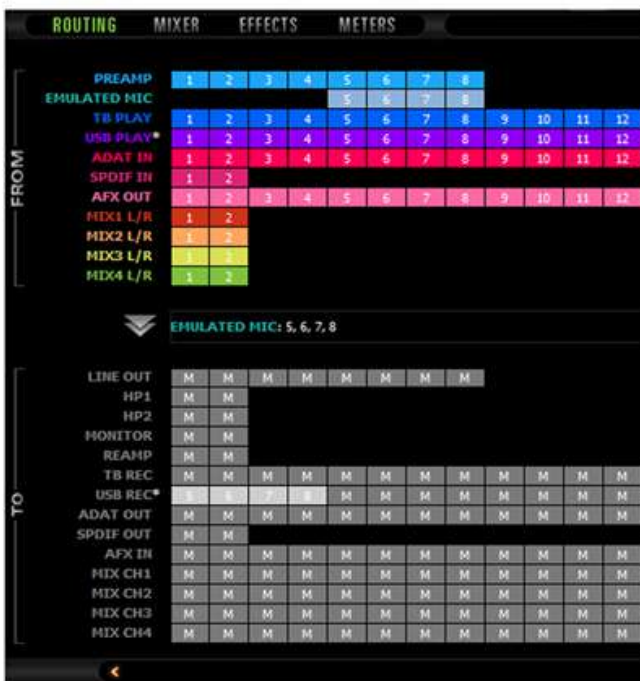 ROUTING MIXER EFFECTS METERS
FROM
PREAMP 1 2 3 4 5 6 7 8
EMULATED MIC 5 6 7 8
TB PLAY 1 2 3 4 5 6 7 8 9 10 11 12
USB PLAY* 1 2 3 4 5 6 7 8 9 10 11 12
ADAT IN 1 2 3 4 5 6 7 8 9 10 11 12
SPDIF IN 1 2
AFX OUT 1 2 3 4 5 6 7 8 9 10 11 12
MIX1 L/R 1 2
MIX2 L/R 1 2
MIX3 L/R 1 2
MIX4 L/R 1 2
EMULATED MIC: 5, 6, 7, 8
TO
LINE OUT M M M M M M M M
HP1 M M
HP2 M M
MONITOR M M
REAMP M M
TB REC M M M M M M M M M M M M
USB REC* 5 6 7 8 M M M M M M M M
ADAT OUT M M M M M M M M M M M M
SPDIF OUT M M
AFX IN M M M M M M M M M M M M
MIX CH1 M M M M M M M M M M M M
MIX CH2 M M M M M M M M M M M M
MIX CH3 M M M M M M M M M M M M
MIX CH4 M M M M M M M M M M M M